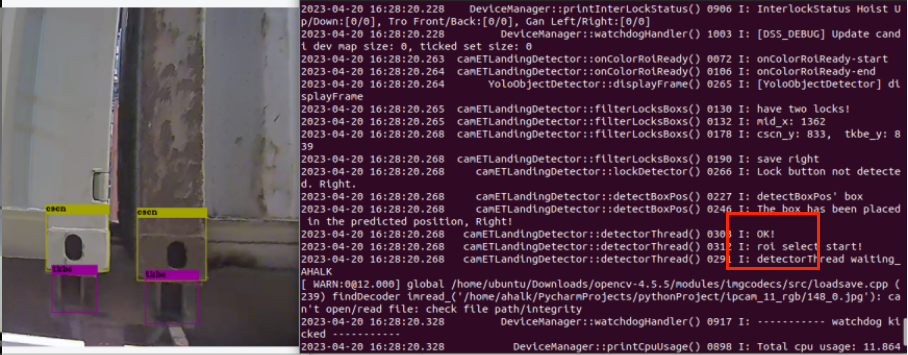 cscn
cscn
tkbe
tkbe
2023-04-20 16:28:20.228 DeviceManager::printInterLockStatus() 0906 I: InterlockStatus Hoist U
p/Down:[0/0], Tro Front/Back:[0/0], Gan Left/Right:[0/0]
2023-04-20 16:28:20.228 DeviceManager::watchdogHandler() 1003 I: [DSS_DEBUG] Update candi
dev map size: 0, ticked set size: 0
2023-04-20 16:28:20.263 camETLandingDetector::onColorRoiReady() 0072 I: onColorRoiReady-start
2023-04-20 16:28:20.264 camETLandingDetector::onColorRoiReady() 0106 I: onColorRoiReady-end
2023-04-20 16:28:20.264 YoloObjectDetector::displayFrame() 0265 I: [YoloObjectDetector] di
splayFrame
2023-04-20 16:28:20.265 camETLandingDetector::filterLocksBoxs() 0130 I: have two locks!
2023-04-20 16:28:20.265 camETLandingDetector::filterLocksBoxs() 0132 I: mid_x: 1362
2023-04-20 16:28:20.268 camETLandingDetector::filterLocksBoxs() 0178 I: cscn_y: 833, tkbe_y: 8
39
2023-04-20 16:28:20.268 camETLandingDetector::filterLocksBoxs() 0190 I: save right
2023-04-20 16:28:20.268 camETLandingDetector::lockDetector() 0266 I: Lock button not detecte
d. Right.
2023-04-20 16:28:20.268 camETLandingDetector::detectBoxPos() 0227 I: detectBoxPos' box
2023-04-20 16:28:20.268 camETLandingDetector::detectBoxPos() 0246 I: The box has been placed
in the predicted position, Right!
2023-04-20 16:28:20.268 camETLandingDetector::detectorThread() 0303 I: OK!
2023-04-20 16:28:20.268 camETLandingDetector::detectorThread() 0312 I: roi select start!
2023-04-20 16:28:20.268 camETLandingDetector::detectorThread() 0291 I: detectorThread waiting_
AHALK
[ WARN:0@12.000] global /home/ubuntu/Downloads/opencv-4.5.5/modules/imgcodecs/src/loadsave.cpp (
239) findDecoder imread_('/home/ahalk/PycharmProjects/pythonProject/ipcam_11_rgb/148_0.jpg'): ca
n't open/read file: check file path/integrity
2023-04-20 16:28:20.328 DeviceManager::watchdogHandler() 0917 I: ----------- watchdog ki
cked -----------
2023-04-20 16:28:20.328 DeviceManager::printCpuUsage() 0898 I: Total cpu usage: 11.864